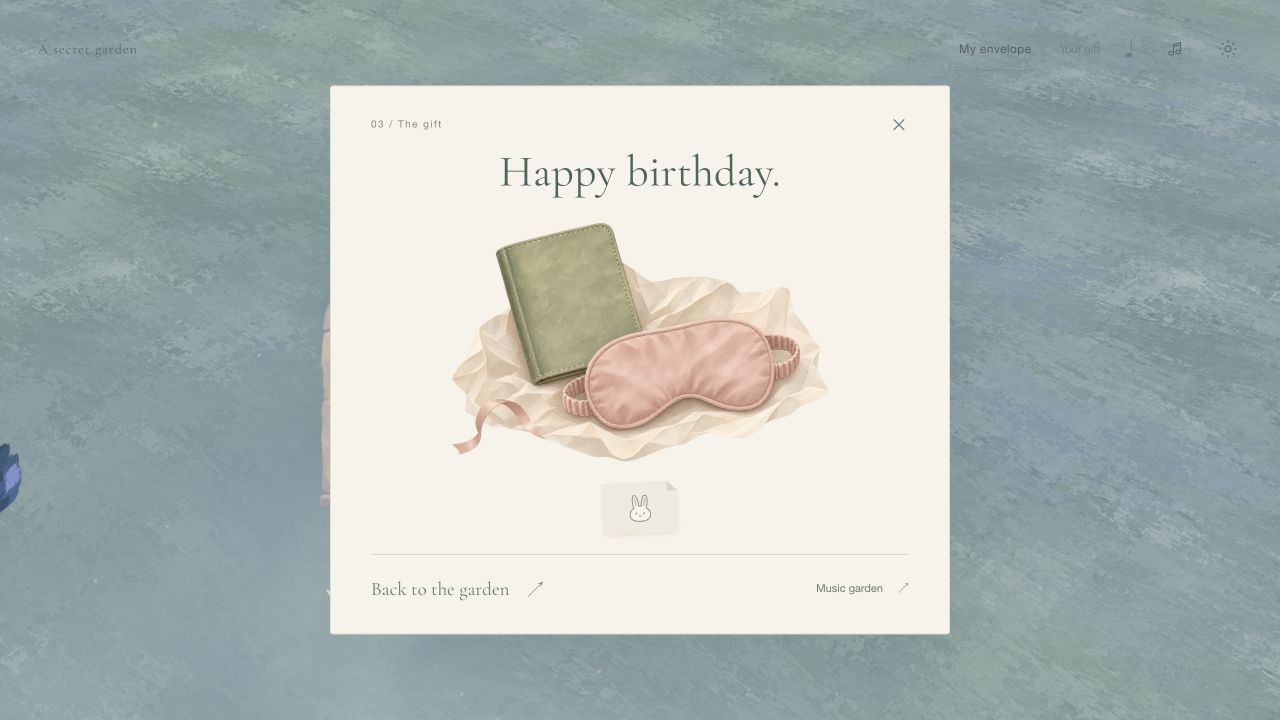 A secret garden
My envelope
Your gift
03 / The gift
Happy birthday.
Back to the garden
Music garden